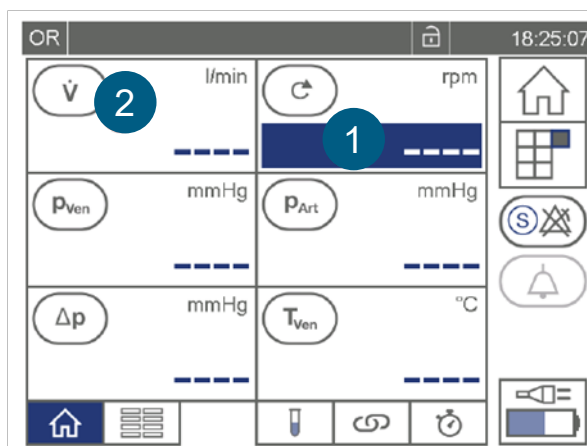 OR 18:25:07
V̇ 2 l/min rpm
---- 1 ----
pVen mmHg pArt mmHg
---- ----
Δp mmHg TVen °C
---- ----
S